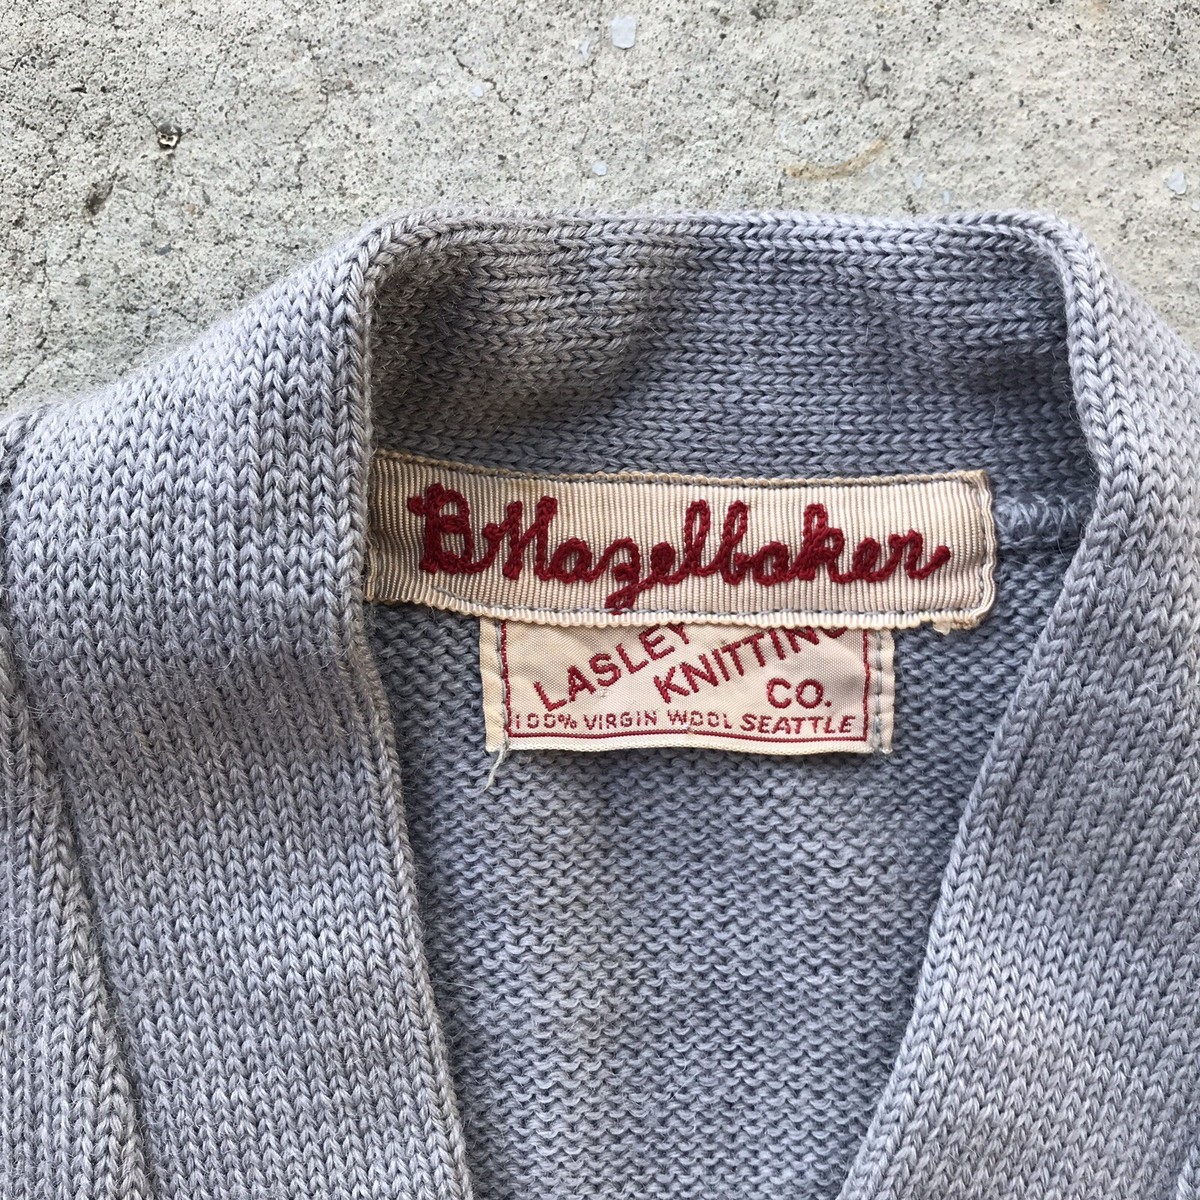 B Hazelbaker
LASLEY
KNITTING
CO.
100% VIRGIN WOOL SEATTLE